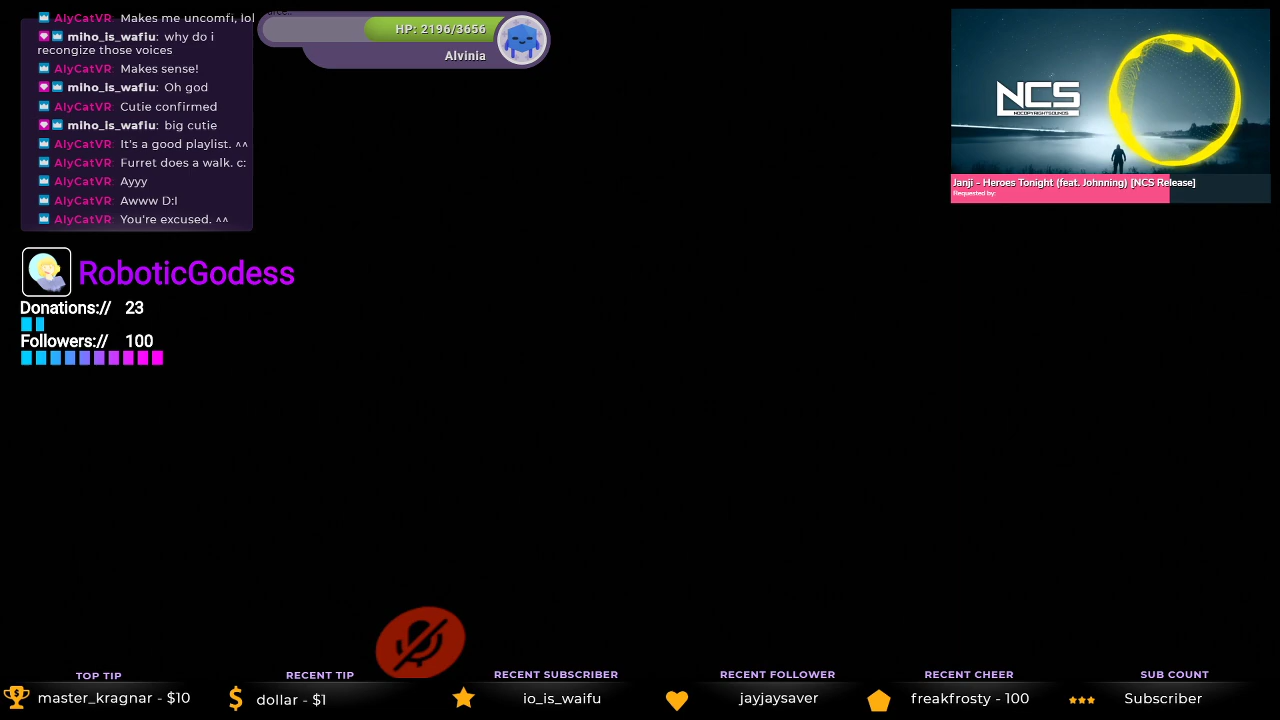 AlyCatVR: Makes me uncomfi, lol
miho_is_wafiu: why do i
recongize those voices
AlyCatVR: Makes sense!
miho_is_wafiu: Oh god
AlyCatVR: Cutie confirmed
miho_is_wafiu: big cutie
AlyCatVR: It's a good playlist. ^^
AlyCatVR: Furret does a walk. c:
AlyCatVR: Ayyy
AlyCatVR: Awww D:I
AlyCatVR: You're excused. ^^
HP: 2196/3656
Alvinia
NCS
NOCOPYRIGHTSOUNDS
Janji - Heroes Tonight (feat. Johnning) [NCS Release]
Requested by:
RoboticGodess
Donations:// 23
Followers:// 100
TOP TIP
master_kragnar - $10
RECENT TIP
dollar - $1
RECENT SUBSCRIBER
io_is_waifu
RECENT FOLLOWER
jayjaysaver
RECENT CHEER
freakfrosty - 100
SUB COUNT
Subscriber